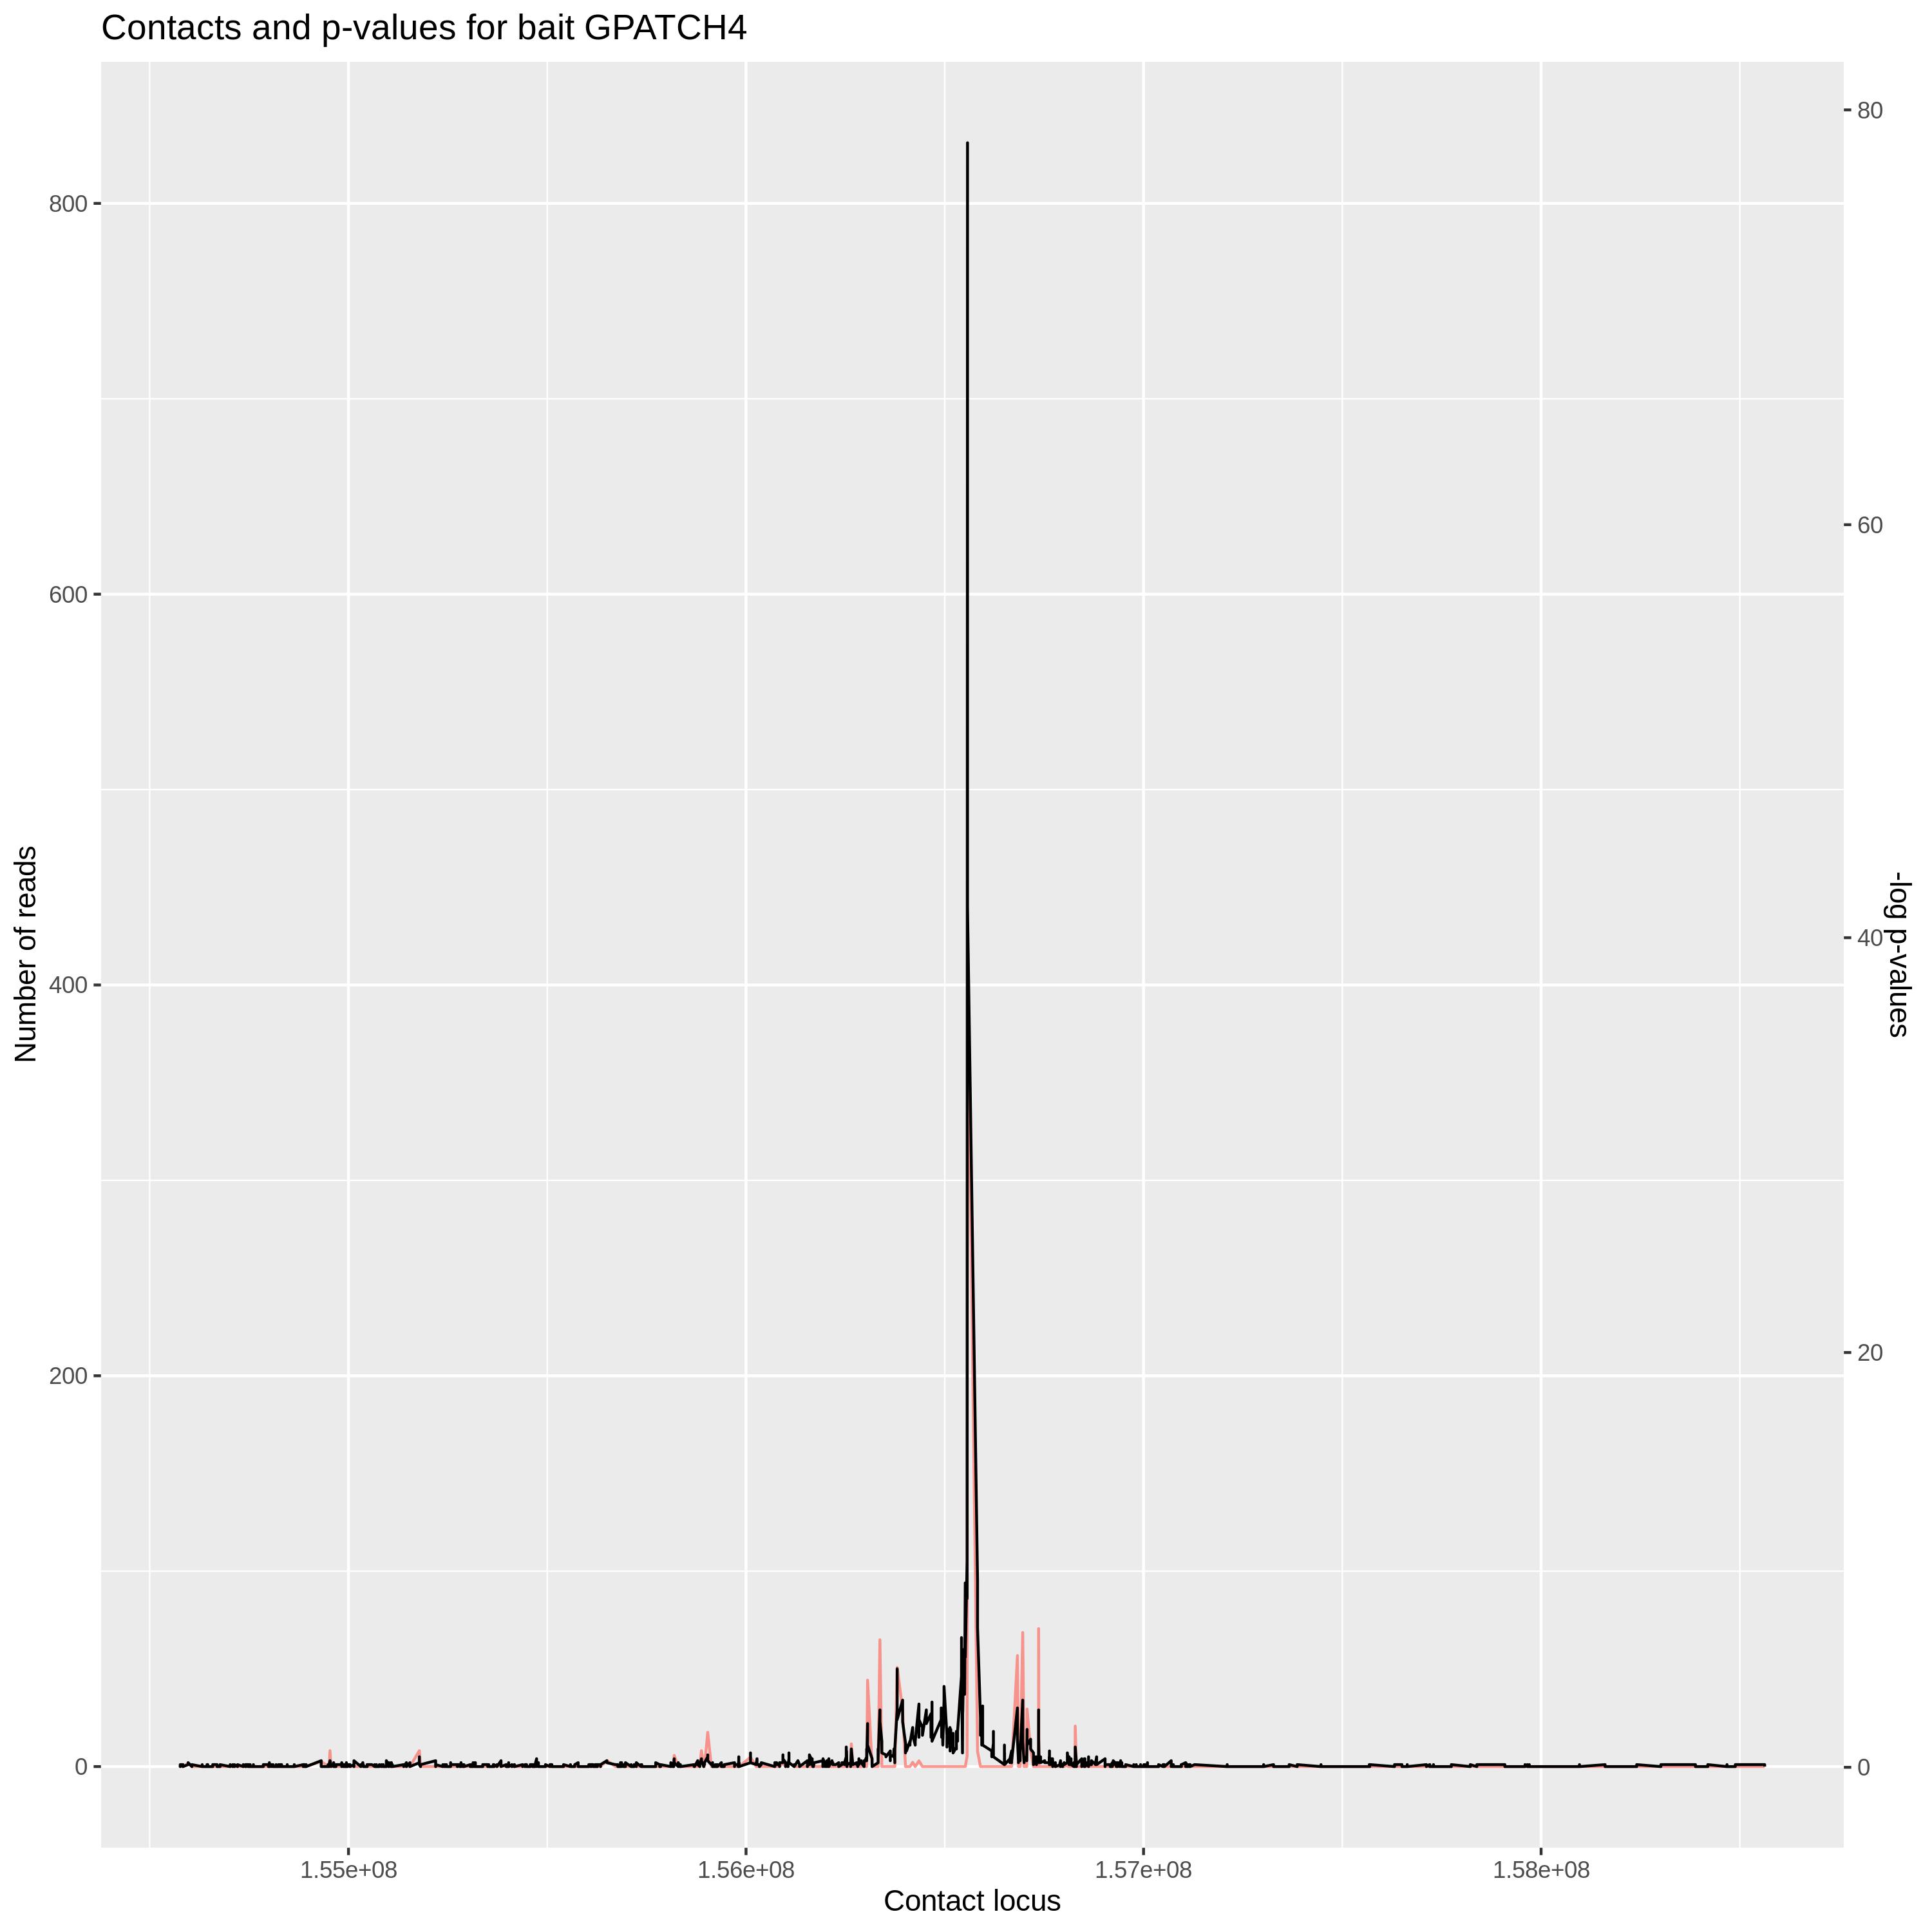 Contacts and p-values for bait GPATCH4
800
600
400
200
0
80
60
40
20
0
Number of reads
-log p-values
1.55e+08 1.56e+08 1.57e+08 1.58e+08
Contact locus